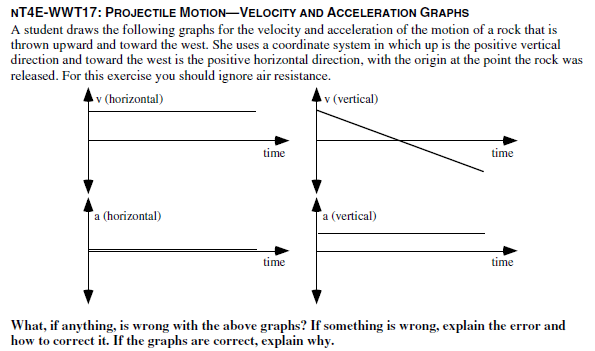 NT4E-WWT17: PROJECTILE MOTION—VELOCITY AND ACCELERATION GRAPHS
A student draws the following graphs for the velocity and acceleration of the motion of a rock that is
thrown upward and toward the west. She uses a coordinate system in which up is the positive vertical
direction and toward the west is the positive horizontal direction, with the origin at the point the rock was
released. For this exercise you should ignore air resistance.
v (horizontal)
time
v (vertical)
time
a (horizontal)
time
a (vertical)
time
What, if anything, is wrong with the above graphs? If something is wrong, explain the error and
how to correct it. If the graphs are correct, explain why.